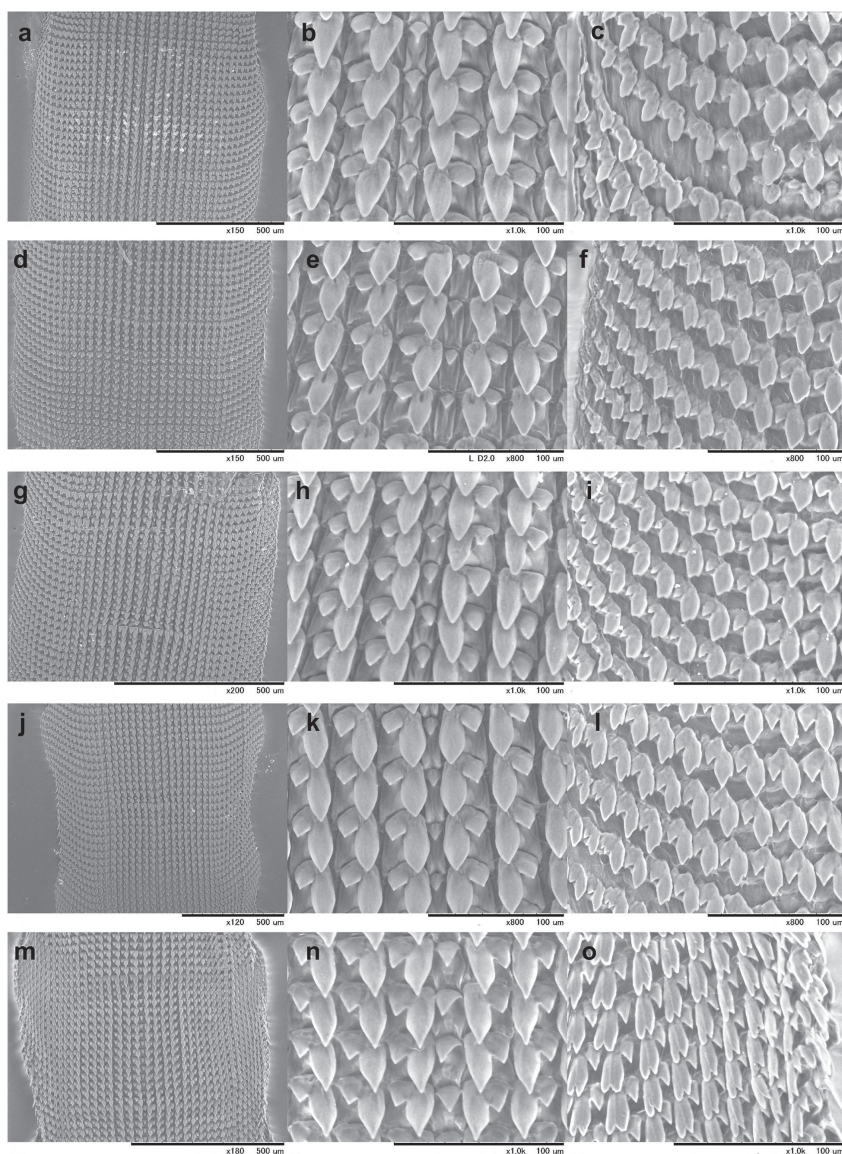 a
b
c
x150 500 um
x1.0k 100 um
x1.0k 100 um
d
e
f
x150 500 um
L D2.0 x800 100 um
x800 100 um
g
h
i
x200 500 um
x1.0k 100 um
x1.0k 100 um
j
k
l
x120 500 um
x800 100 um
x800 100 um
m
n
o
x180 500 um
x1.0k 100 um
x1.0k 100 um